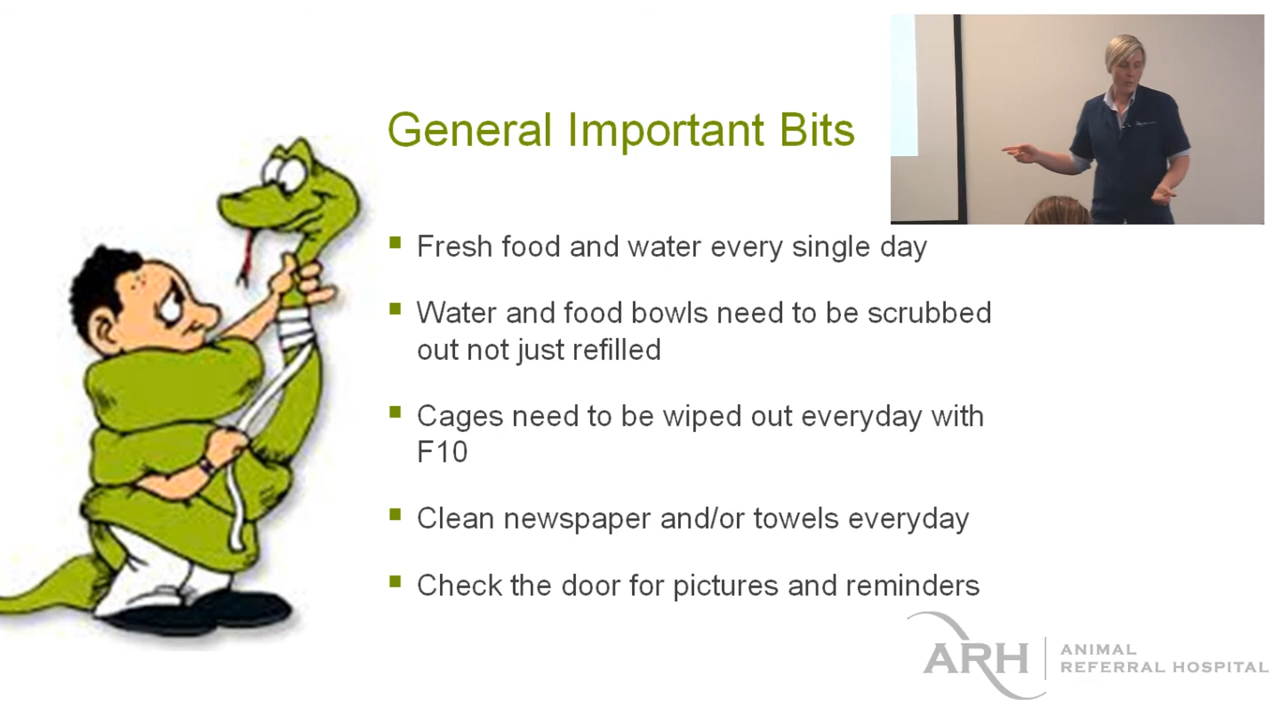 General Important Bits
Fresh food and water every single day
Water and food bowls need to be scrubbed
out not just refilled
Cages need to be wiped out everyday with
F10
Clean newspaper and/or towels everyday
Check the door for pictures and reminders
ARH
ANIMAL
REFERRAL HOSPITAL